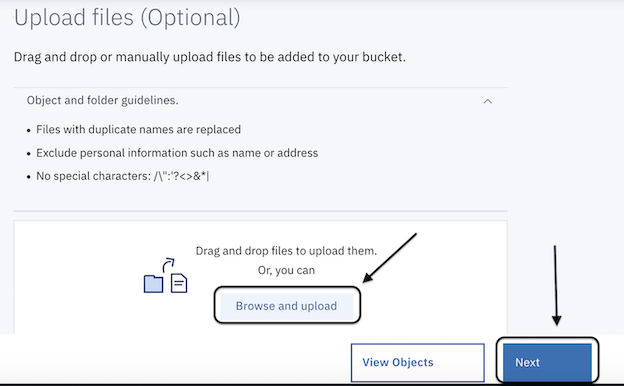 Upload files (Optional)
Drag and drop or manually upload files to be added to your bucket.
Object and folder guidelines.
• Files with duplicate names are replaced
• Exclude personal information such as name or address
• No special characters: /\":'?<>&*|
Drag and drop files to upload them.
Or, you can
Browse and upload
View Objects
Next